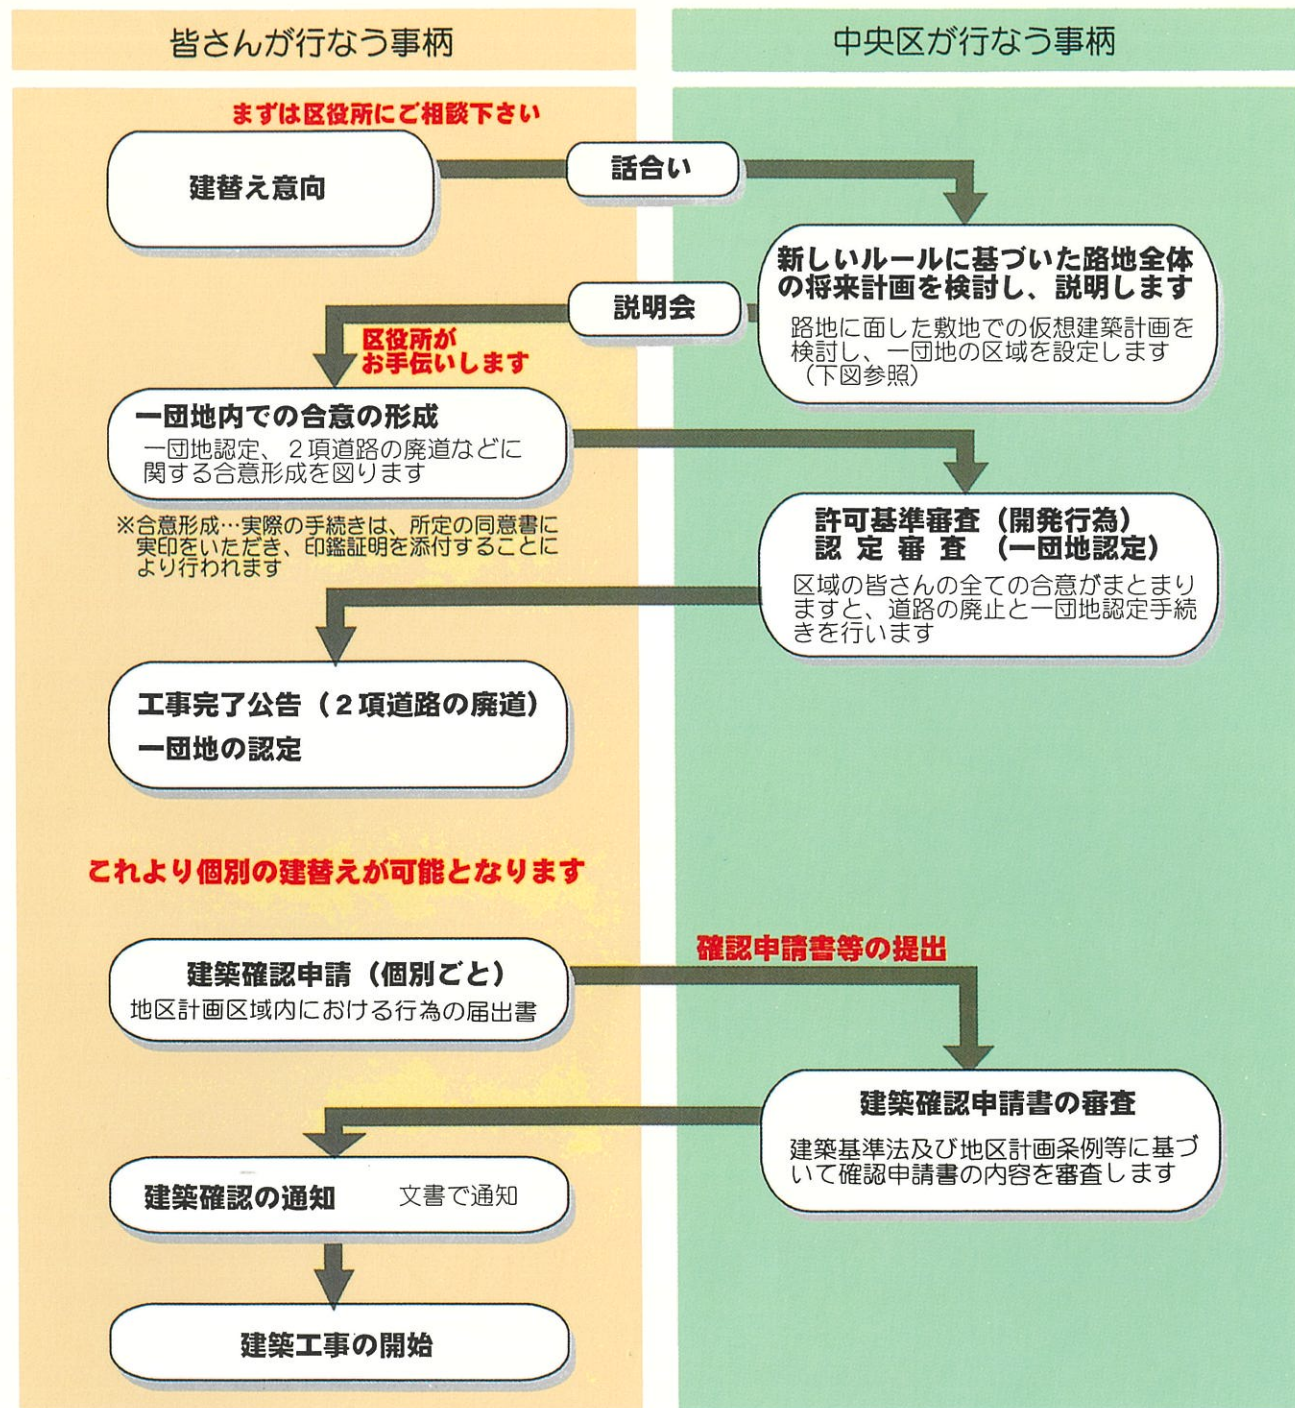 皆さんが行なう事柄
中央区が行なう事柄
まずは区役所にご相談下さい
建替え意向
話合い
新しいルールに基づいた路地全体
の将来計画を検討し、説明します
路地に面した敷地での仮想建築計画を
検討し、一団地の区域を設定します
（下図参照）
説明会
区役所が
お手伝いします
一団地内での合意の形成
一団地認定、２項道路の廃道などに
関する合意形成を図ります
※合意形成…実際の手続きは、所定の同意書に
実印をいただき、印鑑証明を添付することに
より行われます
許可基準審査（開発行為）
認定審査（一団地認定）
区域の皆さんの全ての合意がまとまり
ますと、道路の廃止と一団地認定手続
きを行います
工事完了公告（２項道路の廃道）
一団地の認定
これより個別の建替えが可能となります
建築確認申請（個別ごと）
地区計画区域内における行為の届出書
確認申請書等の提出
建築確認申請書の審査
建築基準法及び地区計画条例等に基づ
いて確認申請書の内容を審査します
建築確認の通知　文書で通知
建築工事の開始